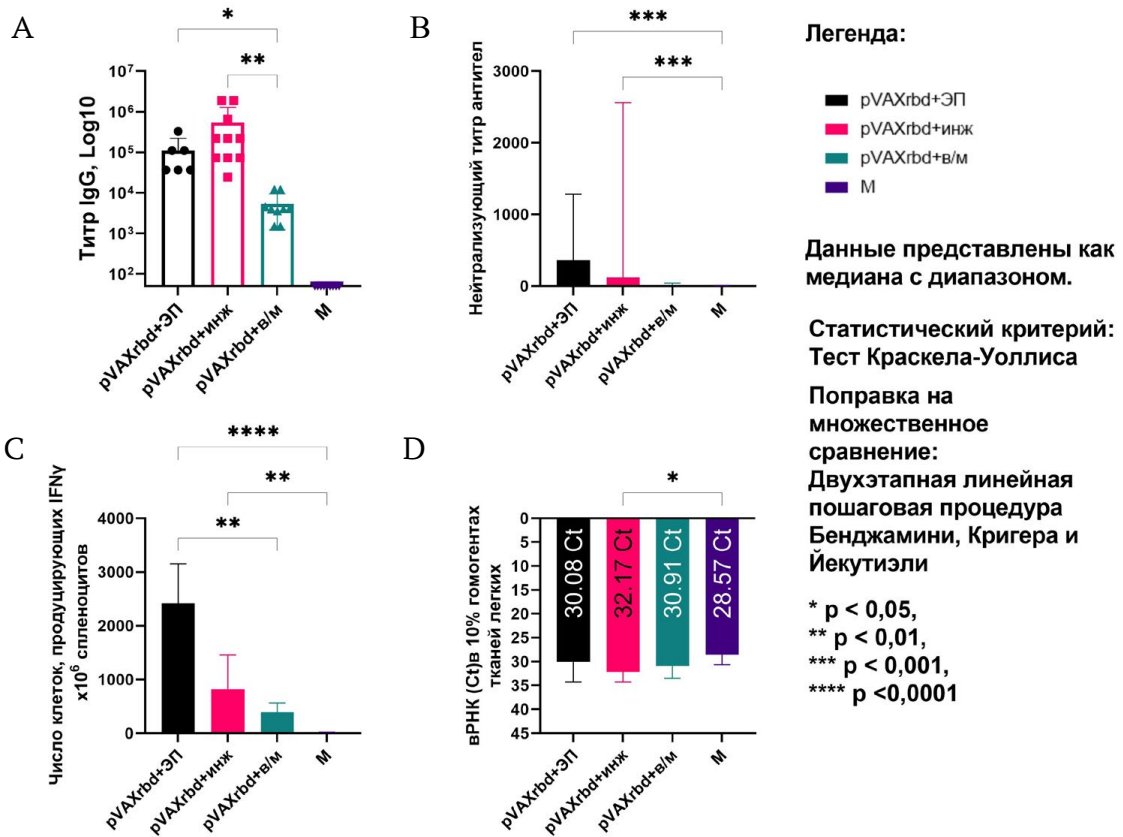 A
*
**
Титр IgG, Log10
10⁷
10⁶
10⁵
10⁴
10³
10²
pVAXrbd+ЭП
pVAXrbd+инж
pVAXrbd+в/м
М
B
***
***
Нейтрализующий титр антител
3000
2000
1000
0
pVAXrbd+ЭП
pVAXrbd+инж
pVAXrbd+в/м
М
Легенда:
pVAXrbd+ЭП
pVAXrbd+инж
pVAXrbd+в/м
М
Данные представлены как
медиана с диапазоном.
Статистический критерий:
Тест Краскела-Уоллиса
Поправка на
множественное
сравнение:
Двухэтапная линейная
пошаговая процедура
Бенджамини, Кригера и
Йекутиэли
* p < 0,05,
** p < 0,01,
*** p < 0,001,
**** p <0,0001
C
****
**
**
Число клеток, продуцирующих IFNγ
x10⁶ спленоцитов
4000
3000
2000
1000
0
pVAXrbd+ЭП
pVAXrbd+инж
pVAXrbd+в/м
М
D
*
вРНК (Ct)в 10% гомогентах
тканей легких
0
5
10
15
20
25
30
35
40
45
30.08 Ct
32.17 Ct
30.91 Ct
28.57 Ct
pVAXrbd+ЭП
pVAXrbd+инж
pVAXrbd+в/м
М